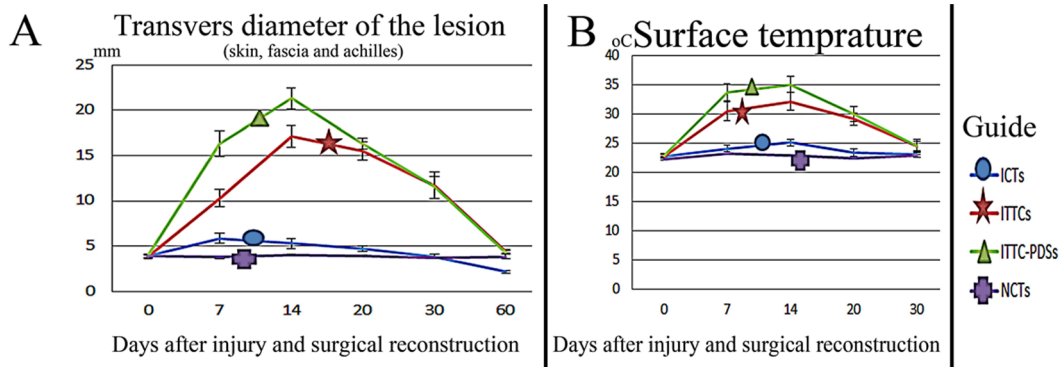 A
Transvers diameter of the lesion
(skin, fascia and achilles)
mm
25
20
15
10
5
0
0 7 14 20 30 60
Days after injury and surgical reconstruction
B
oC Surface temprature
40
35
30
25
20
15
10
5
0
0 7 14 20 30
Days after injury and surgical reconstruction
Guide
ICTs
ITTCs
ITTC-PDSs
NCTs